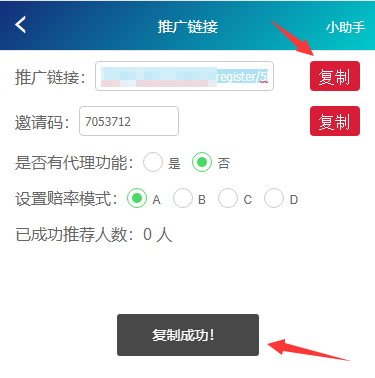 推广链接
小助手
推广链接： register/5 复制
邀请码： 7053712 复制
是否有代理功能： 是 否
设置赔率模式： A B C D
已成功推荐人数：0 人
复制成功！